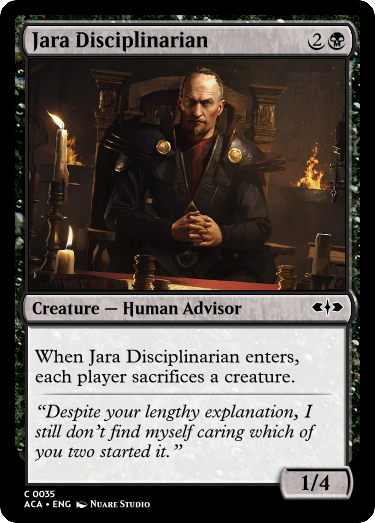 Jara Disciplinarian 2
Creature — Human Advisor
When Jara Disciplinarian enters,
each player sacrifices a creature.
“Despite your lengthy explanation, I
still don’t find myself caring which of
you two started it.”
1/4
C 0035
ACA • ENG Nuare Studio